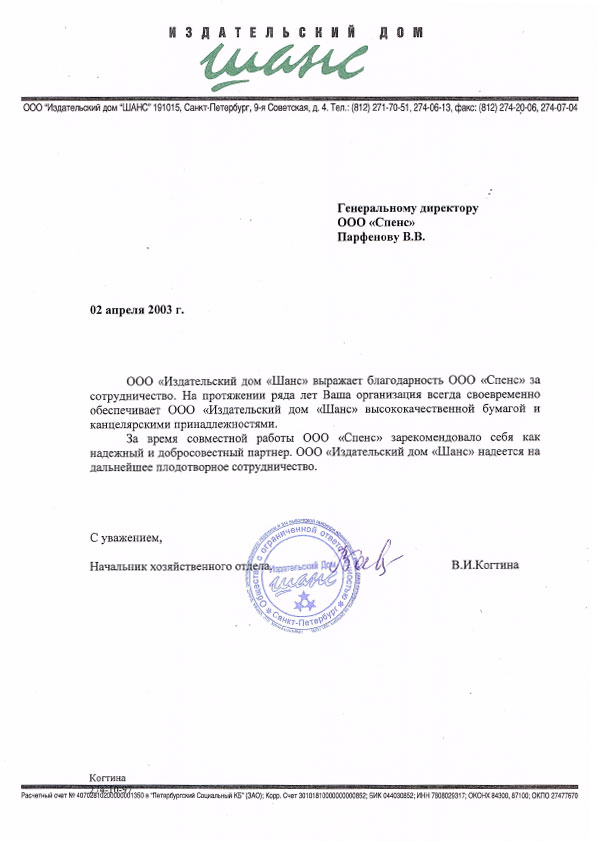 ИЗДАТЕЛЬСКИЙ ДОМ
шанс
ООО "Издательский дом "ШАНС" 191015, Санкт-Петербург, 9-я Советская, д. 4. Тел.: (812) 271-70-51, 274-06-13, факс: (812) 274-20-06, 274-07-04
Генеральному директору
ООО «Спенс»
Парфенову В.В.
02 апреля 2003 г.
ООО «Издательский дом «Шанс» выражает благодарность ООО «Спенс» за
сотрудничество. На протяжении ряда лет Ваша организация всегда своевременно
обеспечивает ООО «Издательский дом «Шанс» высококачественной бумагой и
канцелярскими принадлежностями.
За время совместной работы ООО «Спенс» зарекомендовало себя как
надежный и добросовестный партнер. ООО «Издательский дом «Шанс» надеется на
дальнейшее плодотворное сотрудничество.
С уважением,
Начальник хозяйственного отдела, В.И.Когтина
Общество с ограниченной ответственностью
Издательский Дом
шанс
Санкт-Петербург
Когтина
274-10-97
Расчетный счет № в "Петербургский Социальный КБ" (ЗАО); Корр. Счет БИК 044030852; ИНН 7808029317; ОКОНХ 84300, 87100; ОКПО 27477670